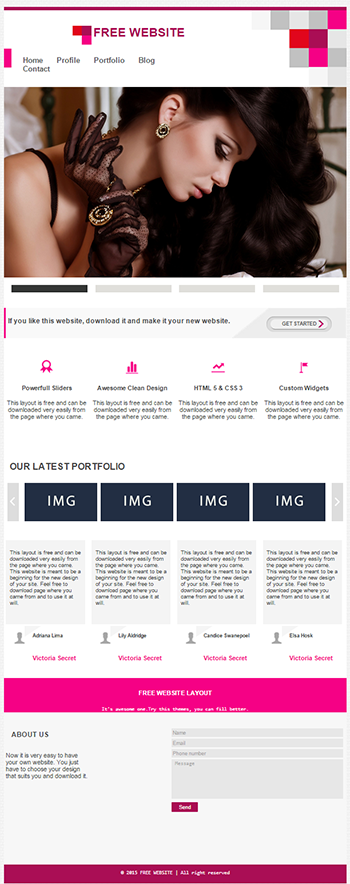 FREE WEBSITE
Home Profile Portfolio Blog
Contact
If you like this website, download it and make it your new website.
GET STARTED
Powerfull Sliders
This layout is free and can be
downloaded very easily from
the page where you came.
Awesome Clean Design
This layout is free and can be
downloaded very easily from
the page where you came.
HTML 5 & CSS 3
This layout is free and can be
downloaded very easily from
the page where you came.
Custom Widgets
This layout is free and can be
downloaded very easily from
the page where you came.
OUR LATEST PORTFOLIO
IMG IMG IMG IMG
This layout is free and can be
downloaded very easily from
the page where you came.
This website is meant to be a
beginning for the new design
of your site. Feel free to
download page where you
came from and to use it at
will.
This layout is free and can be
downloaded very easily from
the page where you came.
This website is meant to be a
beginning for the new design
of your site. Feel free to
download page where you
came from and to use it at
will.
This layout is free and can be
downloaded very easily from
the page where you came.
This website is meant to be a
beginning for the new design
of your site. Feel free to
download page where you
came from and to use it at
will.
This layout is free and can be
downloaded very easily from
the page where you came.
This website is meant to be a
beginning for the new design
of your site. Feel free to
download page where you
came from and to use it at
will.
Adriana Lima
Victoria Secret
Lily Aldridge
Victoria Secret
Candice Swanepoel
Victoria Secret
Elsa Hosk
Victoria Secret
FREE WEBSITE LAYOUT
It's awesome one.Try this themes, you can fill better.
ABOUT US
Now it is very easy to have
your own website. You just
have to choose your design
that suits you and download it.
Name
Email
Phone number
Message
Send
© 2015 FREE WEBSITE | All right reserved